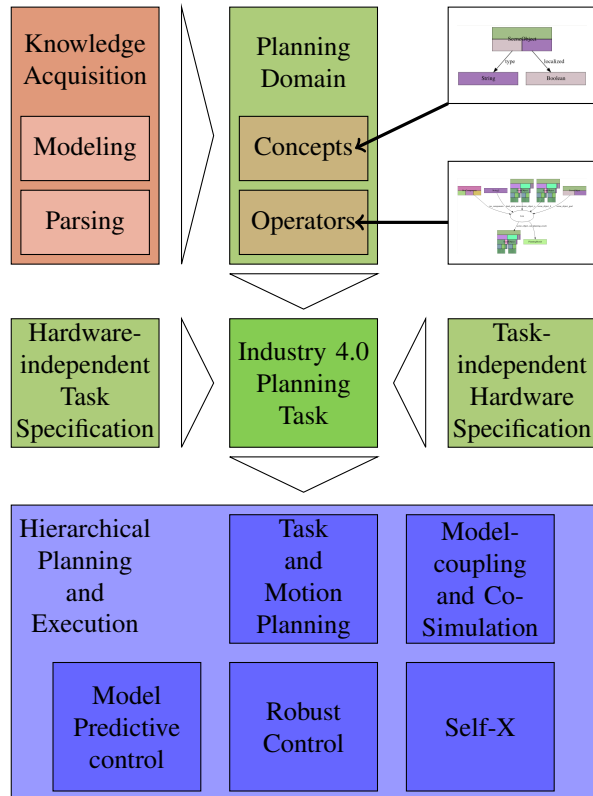 Knowledge
Acquisition
Modeling
Parsing
Planning
Domain
Concepts
Operators
type
localized
String
Boolean
Hardware-
independent
Task
Specification
Industry 4.0
Planning
Task
Task-
independent
Hardware
Specification
Hierarchical
Planning
and
Execution
Task
and
Motion
Planning
Model-
coupling
and Co-
Simulation
Model
Predictive
control
Robust
Control
Self-X